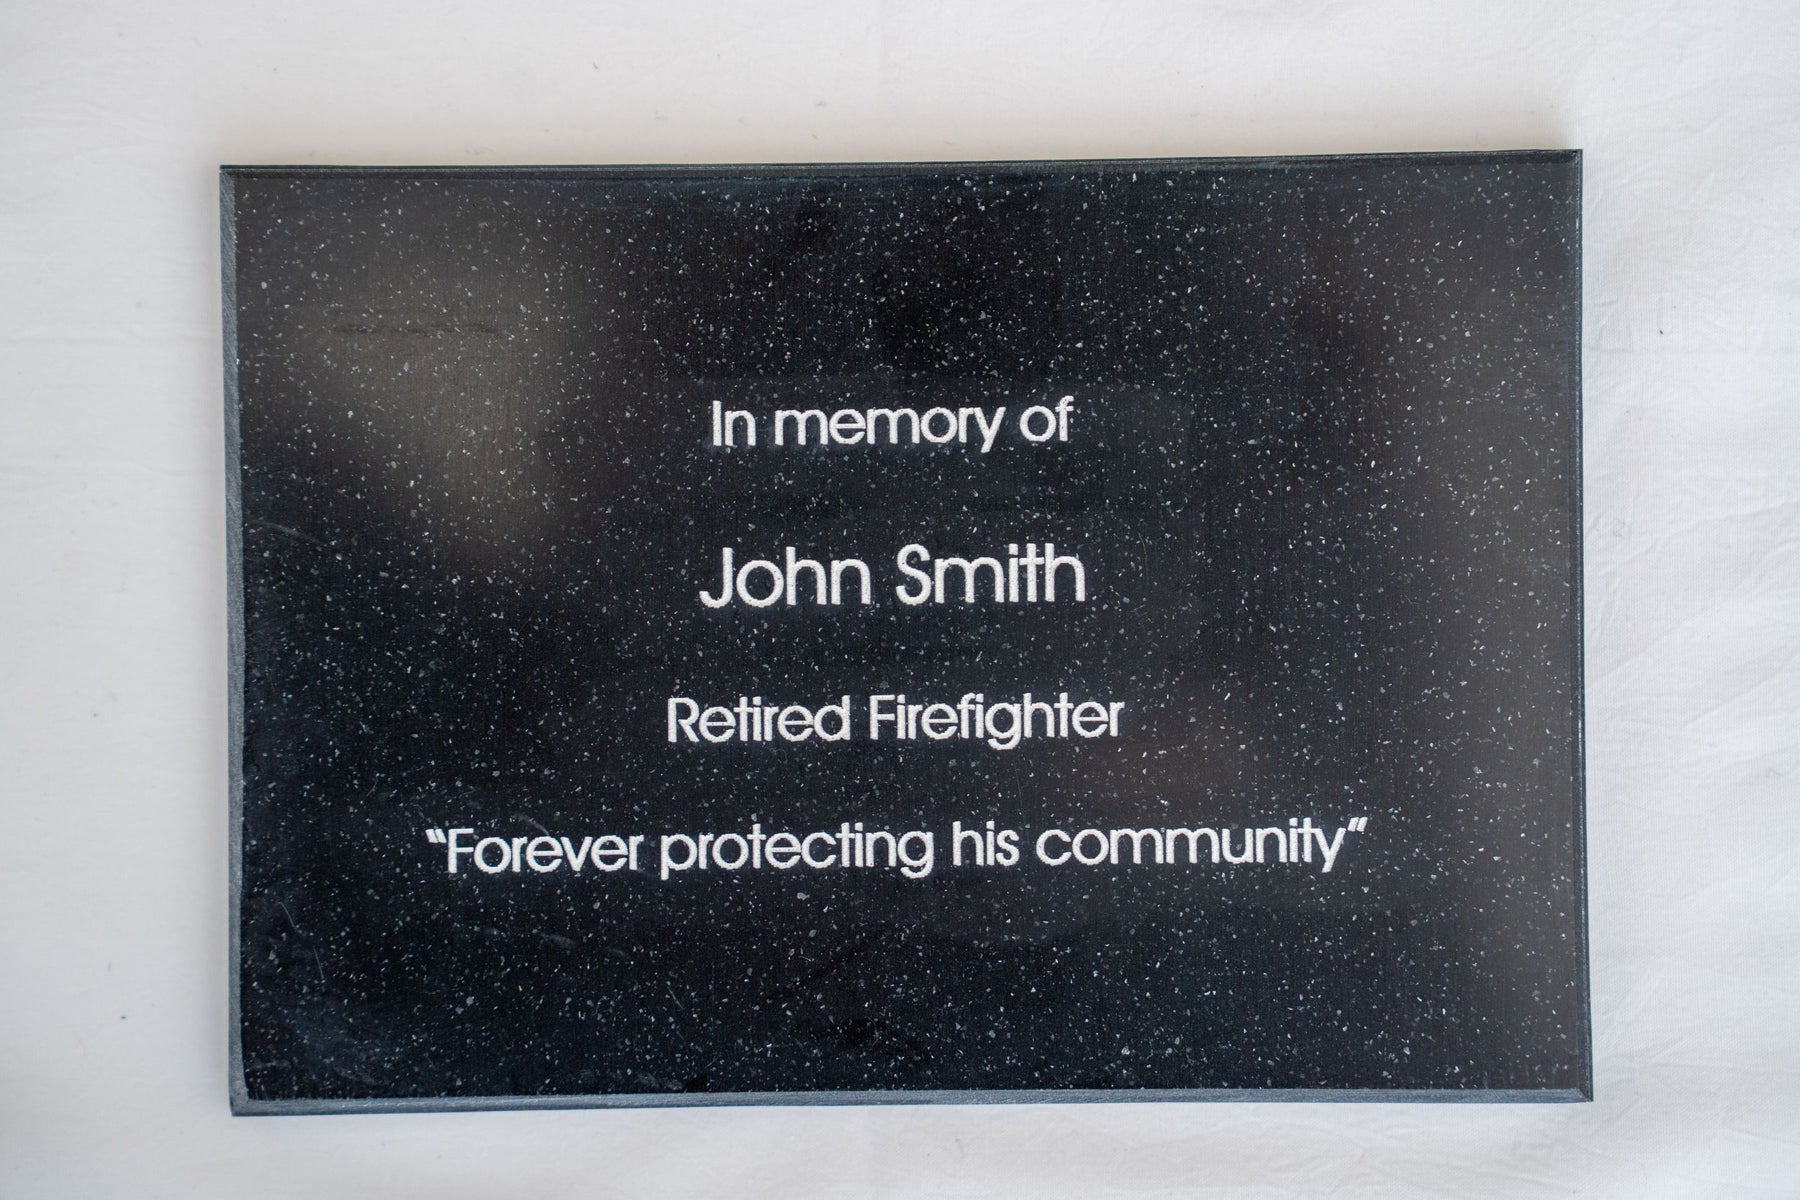 In memory of
John Smith
Retired Firefighter
“Forever protecting his community“